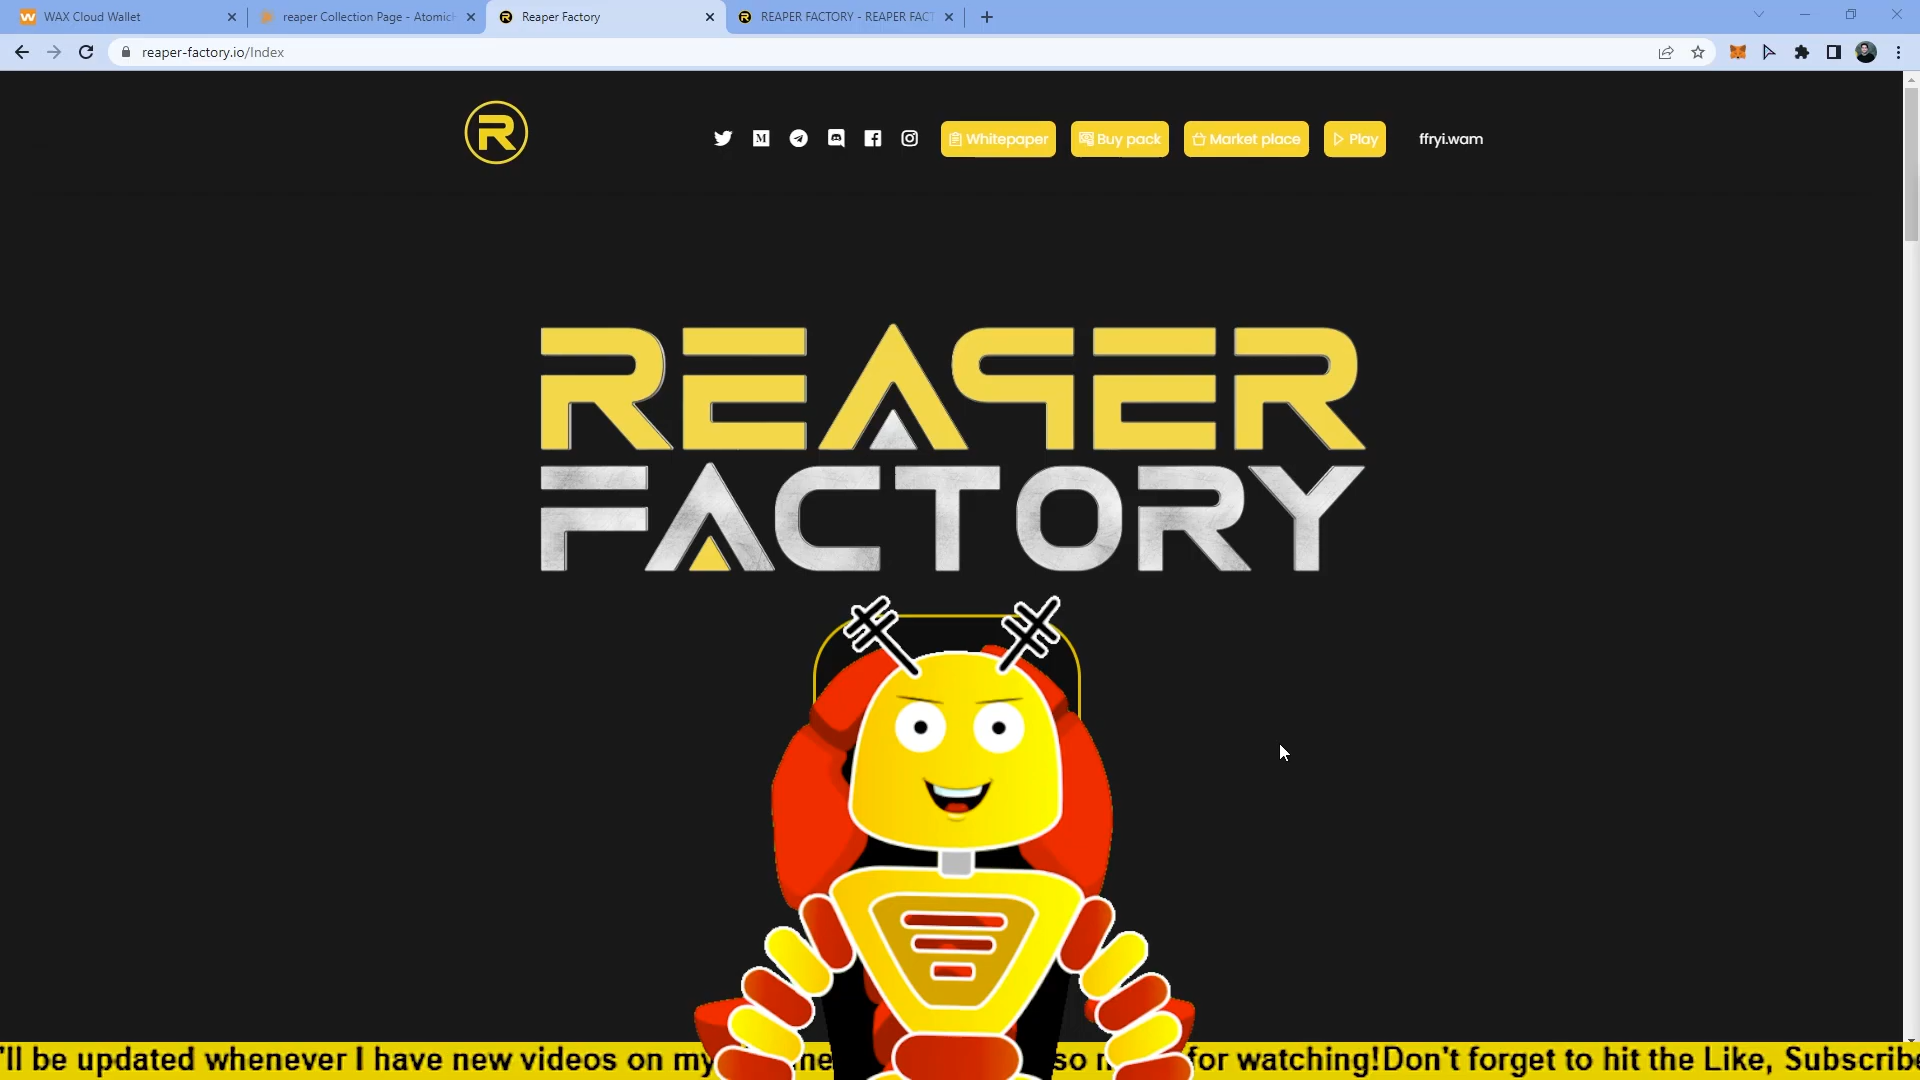 WAX Cloud Wallet
reaper Collection Page - Atomic
Reaper Factory
REAPER FACTORY - REAPER FACT
reaper-factory.io/Index
R
Whitepaper
Buy pack
Market place
Play
ffryi.wam
REAPER
FACTORY
'll be updated whenever I have new videos on my for watching!Don't forget to hit the Like, Subscribe